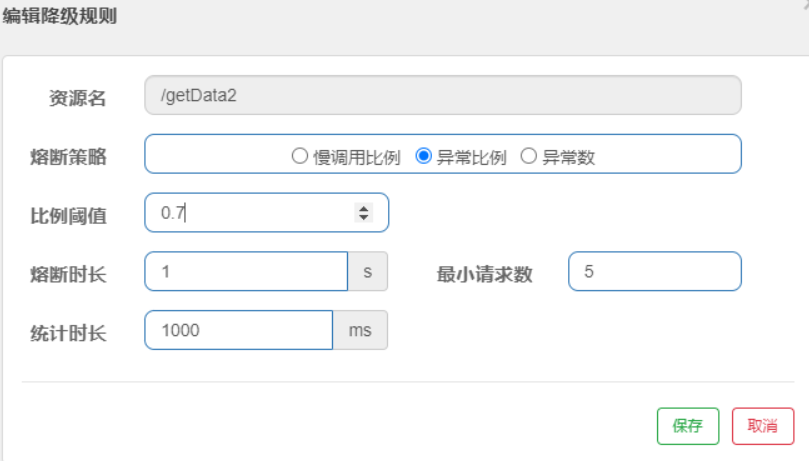 编辑降级规则
资源名 /getData2
熔断策略 慢调用比例 异常比例 异常数
比例阈值 0.7
熔断时长 1 s 最小请求数 5
统计时长 1000 ms
保存 取消